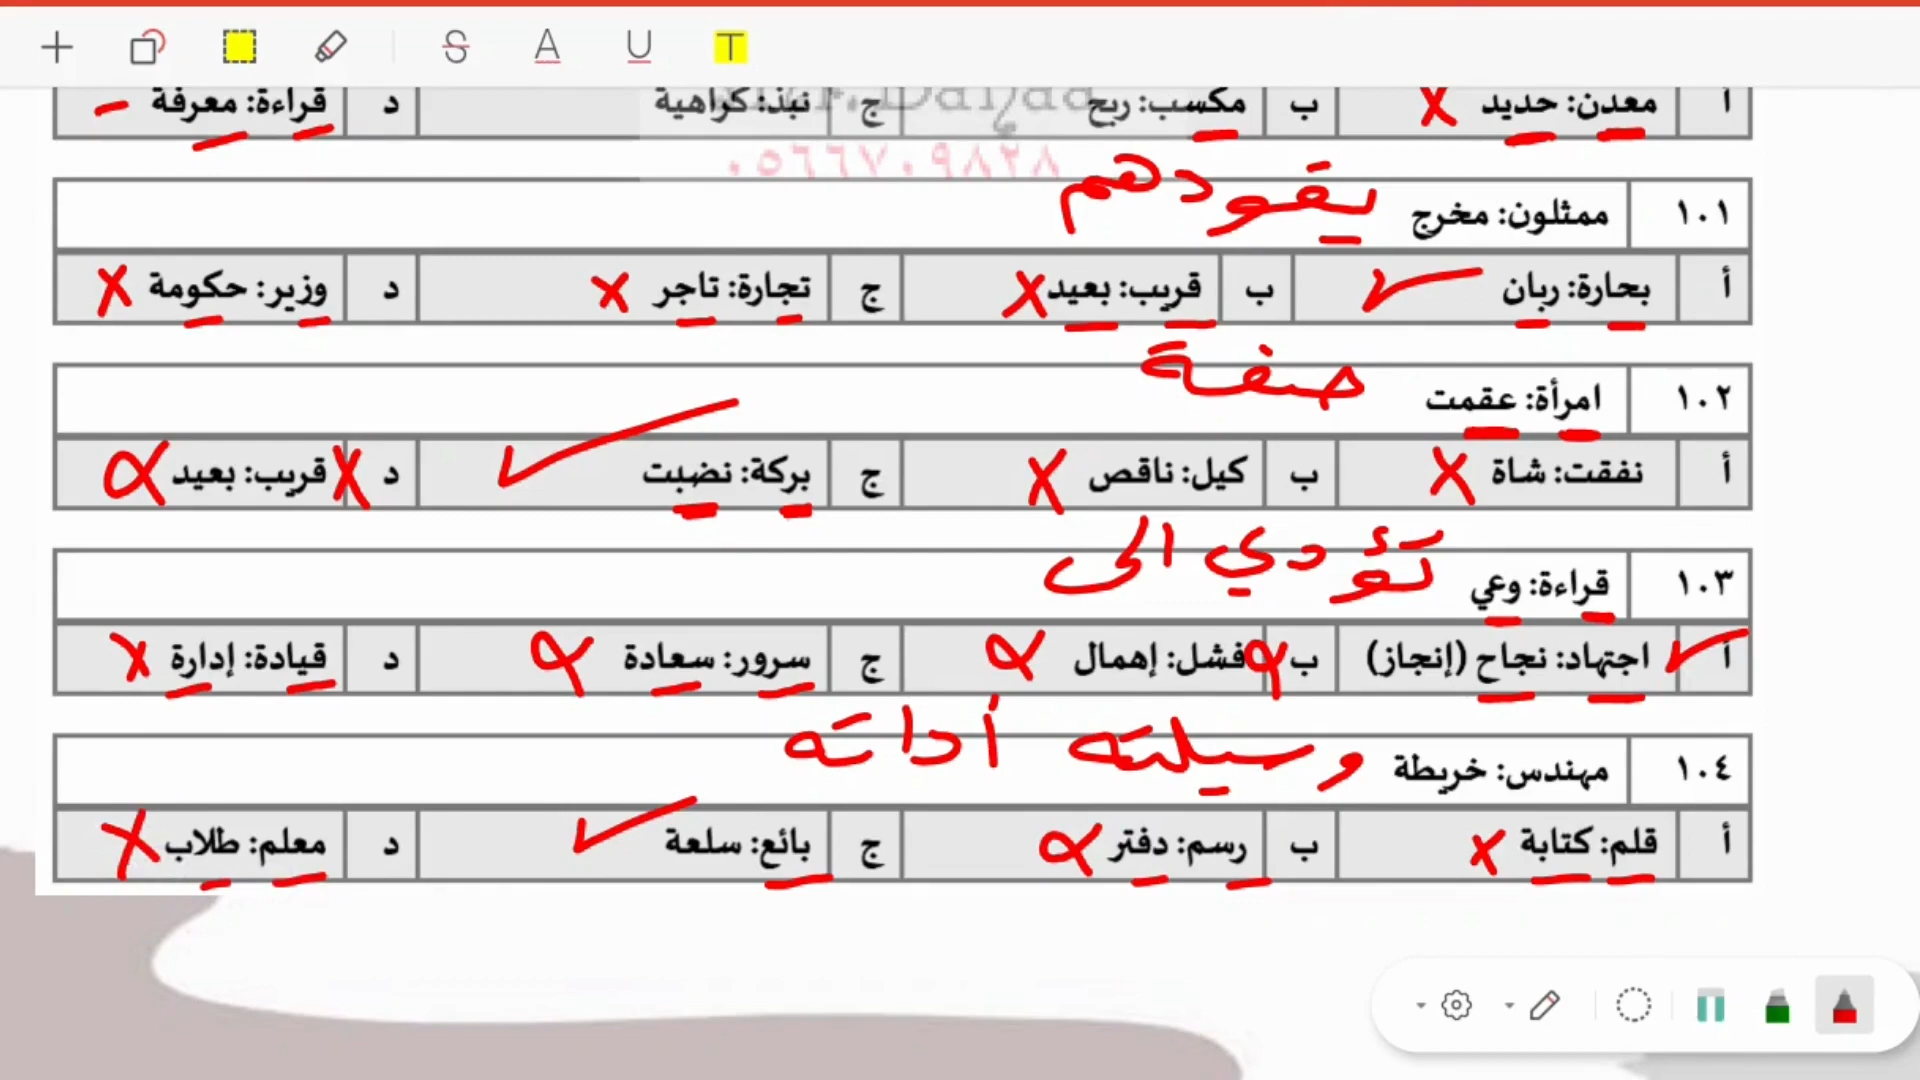 أ معدن: حديد ب مكسب: ربح ج نبذ: كراهية د قراءة: معرفة
٠٥٦٦٧٠٩٨٢٨
١٠١ ممثلون: مخرج يقودهم
أ بحارة: ربان ب قريب: بعيد ج تجارة: تاجر د وزير: حكومة
١٠٢ امرأة: عقمت صفة
أ نفقت: شاة ب كيل: ناقص ج بركة: نضبت د قريب: بعيد
١٠٣ قراءة: وعي تؤدي الى
أ اجتهاد: نجاح (إنجاز) ب فشل: إهمال ج سرور: سعادة د قيادة: إدارة
١٠٤ مهندس: خريطة وسيلته أداته
أ قلم: كتابة ب رسم: دفتر ج بائع: سلعة د معلم: طلاب